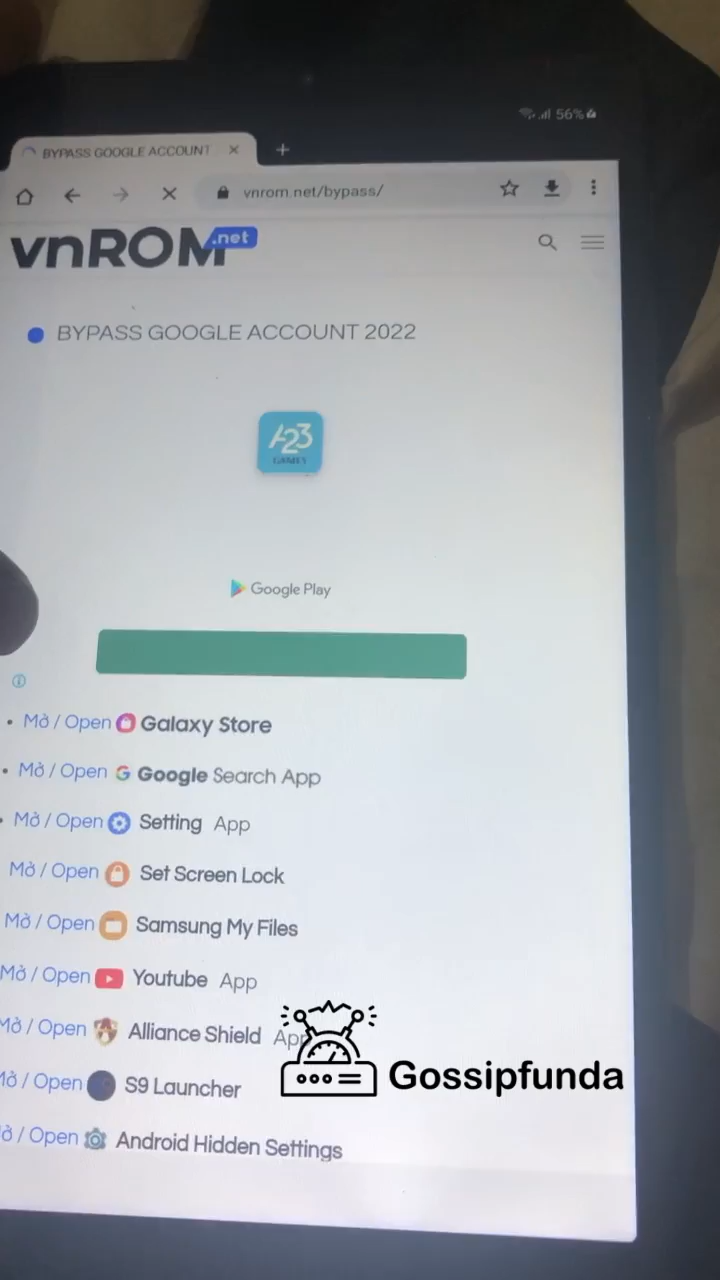 56%
BYPASS GOOGLE ACCOUNT
vnrom.net/bypass/
vnROM .net
BYPASS GOOGLE ACCOUNT 2022
A23
GAMES
Google Play
• Mở / Open Galaxy Store
• Mở / Open G Google Search App
• Mở / Open Setting App
Mở / Open Set Screen Lock
Mở / Open Samsung My Files
Mở / Open Youtube App
Mở / Open Alliance Shield App
Mở / Open S9 Launcher
ở / Open Android Hidden Settings
Gossipfunda